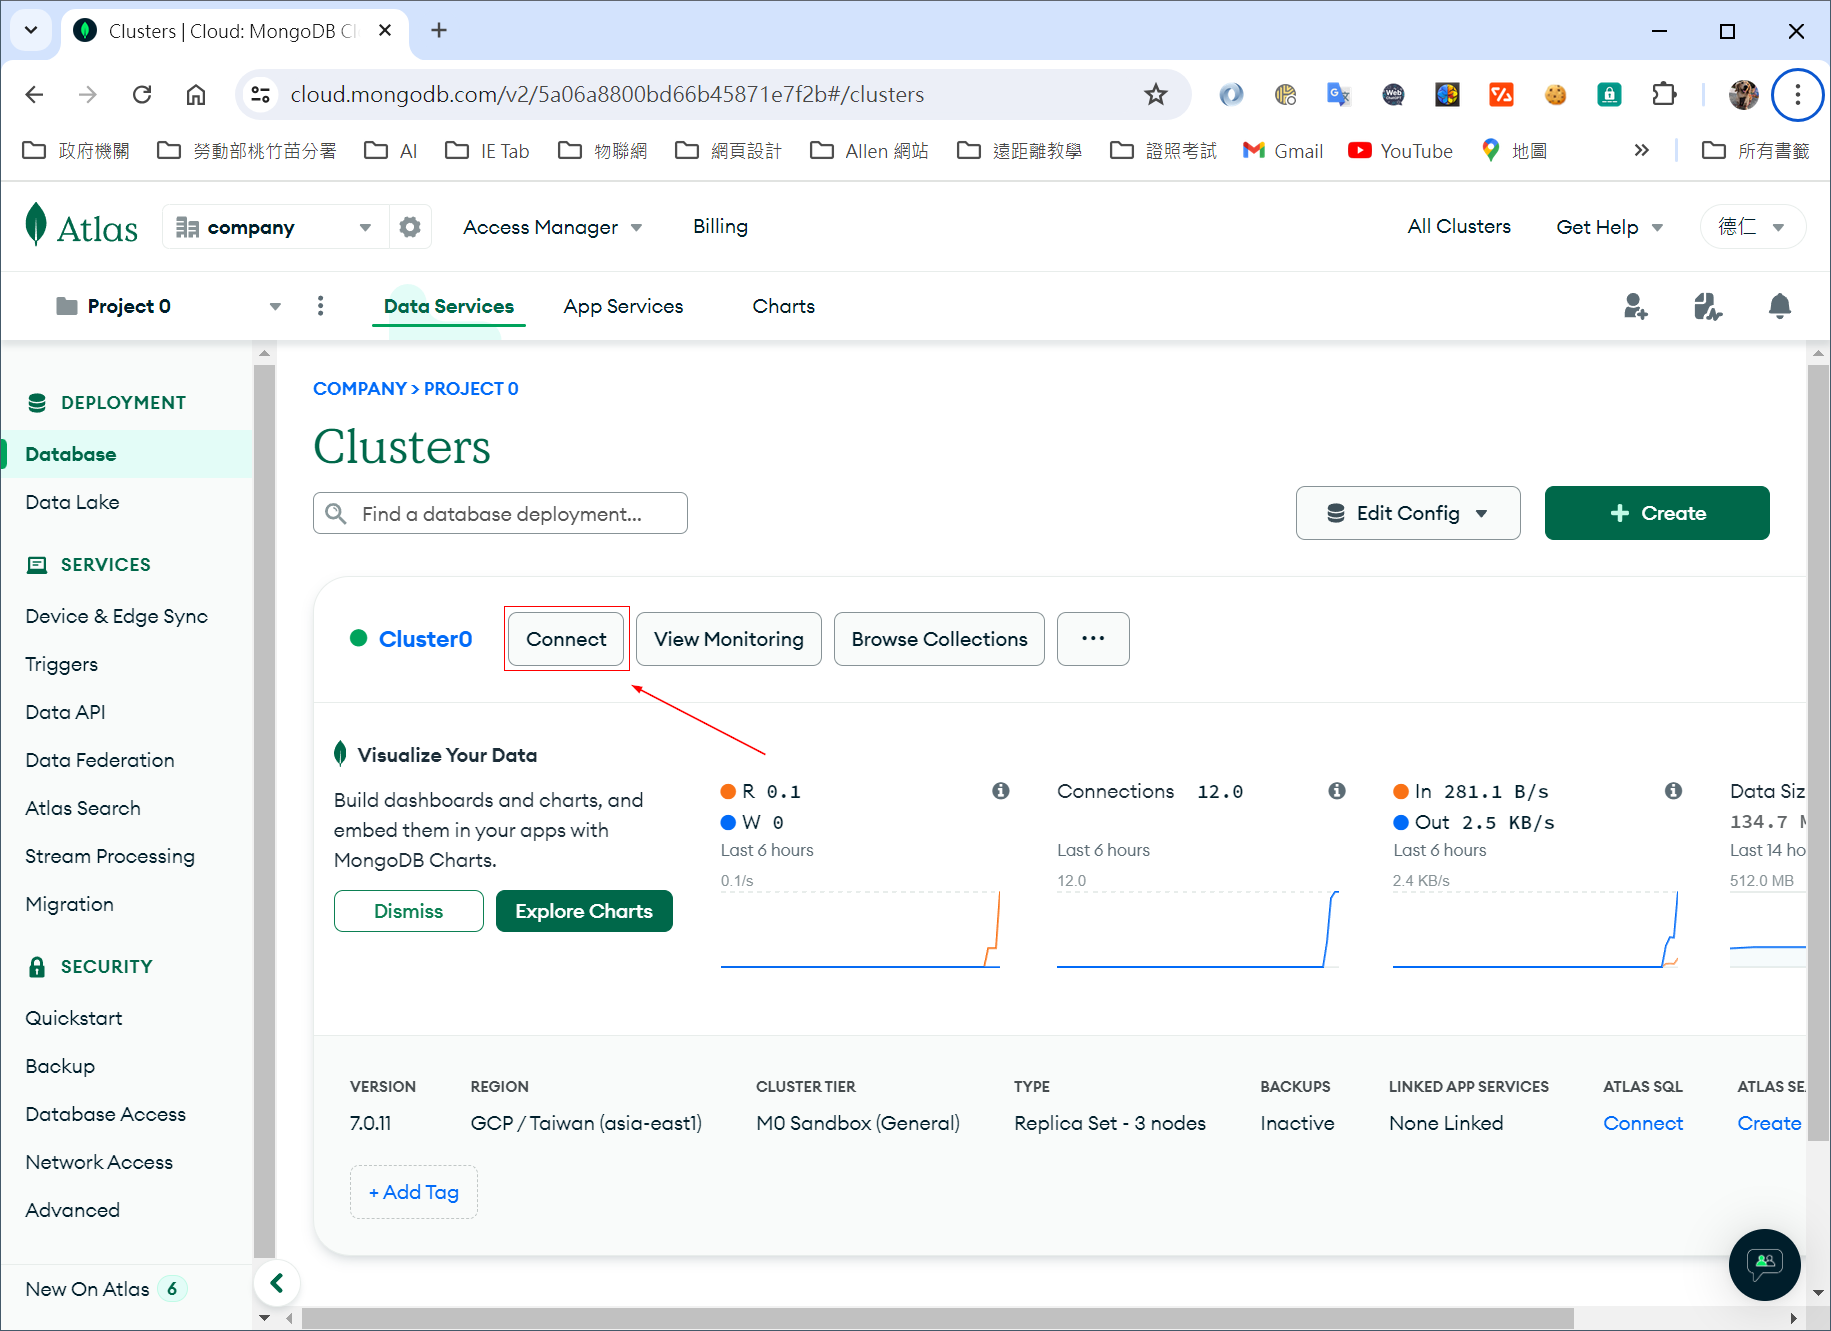 Clusters | Cloud: MongoDB Cl
cloud.mongodb.com/v2/5a06a8800bd66b45871e7f2b#/clusters
政府機關 勞動部桃竹苗分署 AI IE Tab 物聯網 網頁設計 Allen 網站 遠距離教學 證照考試 Gmail YouTube 地圖 » 所有書籤
Atlas company Access Manager Billing All Clusters Get Help 德仁
Project 0 Data Services App Services Charts
DEPLOYMENT
Database
Data Lake
SERVICES
Device & Edge Sync
Triggers
Data API
Data Federation
Atlas Search
Stream Processing
Migration
SECURITY
Quickstart
Backup
Database Access
Network Access
Advanced
New On Atlas 6
COMPANY > PROJECT 0
Clusters
Find a database deployment...
Edit Config
+ Create
Cluster0 Connect View Monitoring Browse Collections ...
Visualize Your Data
Build dashboards and charts, and
embed them in your apps with
MongoDB Charts.
Dismiss Explore Charts
R 0.1
W 0
Last 6 hours
0.1/s
Connections 12.0
Last 6 hours
12.0
In 281.1 B/s
Out 2.5 KB/s
Last 6 hours
2.4 KB/s
Data Siz
134.7 M
Last 14 ho
512.0 MB
VERSION REGION CLUSTER TIER TYPE BACKUPS LINKED APP SERVICES ATLAS SQL ATLAS SE
7.0.11 GCP / Taiwan (asia-east1) M0 Sandbox (General) Replica Set - 3 nodes Inactive None Linked Connect Create
+ Add Tag